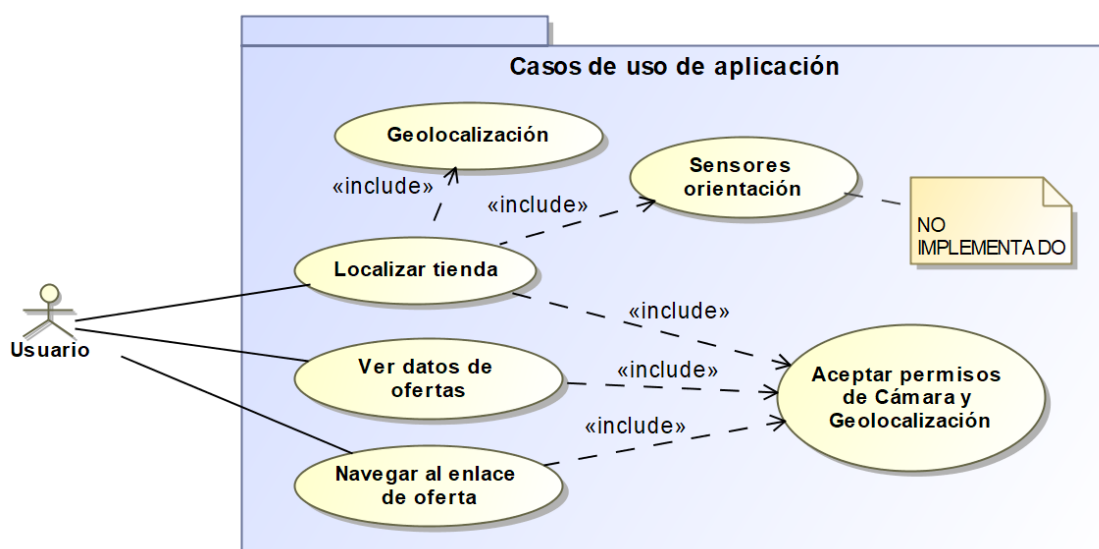 Casos de uso de aplicación
Geolocalización
«include»
Sensores
orientación
«include»
NO
IMPLEMENTADO
Localizar tienda
«include»
Usuario
Ver datos de
ofertas
«include»
Aceptar permisos
de Cámara y
Geolocalización
«include»
Navegar al enlace
de oferta